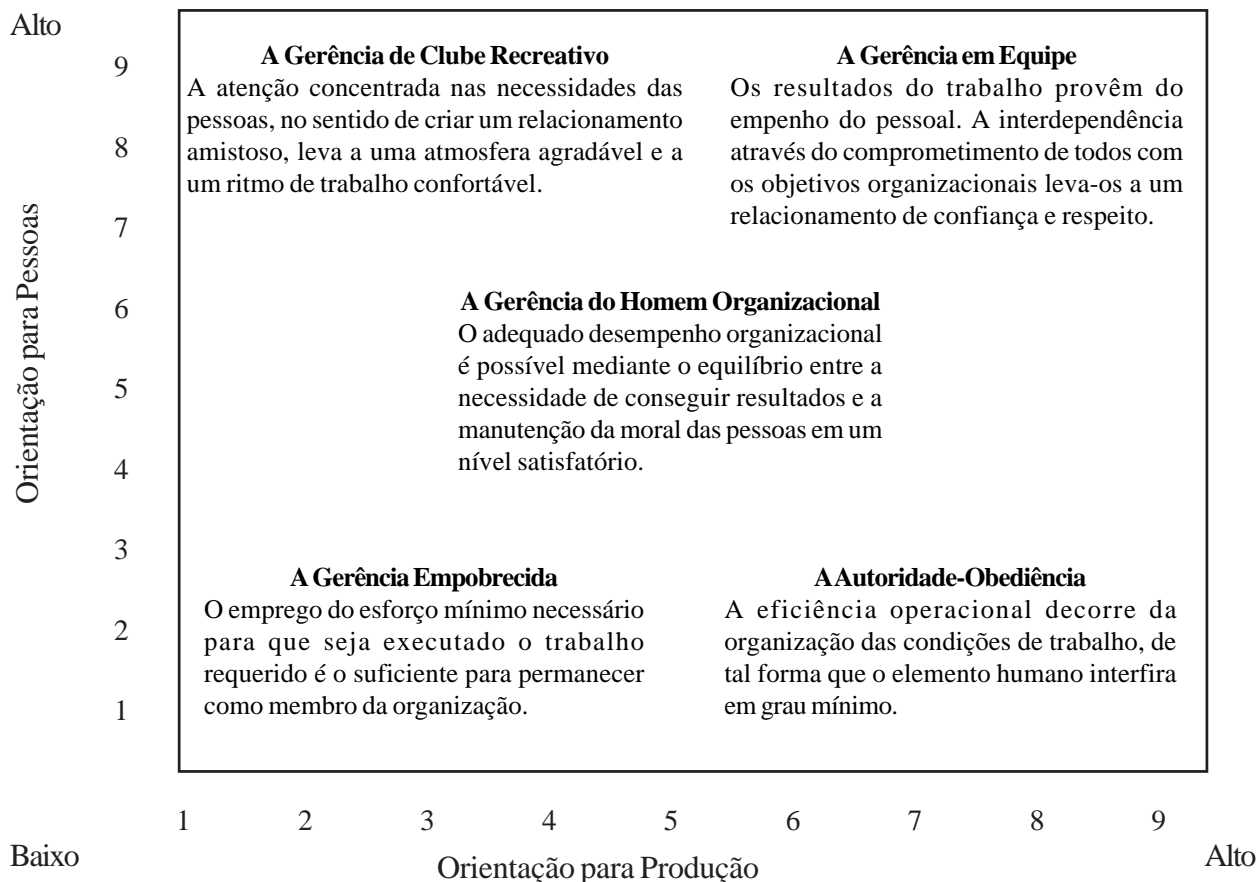 Alto
Orientação para Pessoas
9
8
7
6
5
4
3
2
1
A Gerência de Clube Recreativo
A atenção concentrada nas necessidades das
pessoas, no sentido de criar um relacionamento
amistoso, leva a uma atmosfera agradável e a
um ritmo de trabalho confortável.
A Gerência em Equipe
Os resultados do trabalho provêm do
empenho do pessoal. A interdependência
através do comprometimento de todos com
os objetivos organizacionais leva-os a um
relacionamento de confiança e respeito.
A Gerência do Homem Organizacional
O adequado desempenho organizacional
é possível mediante o equilíbrio entre a
necessidade de conseguir resultados e a
manutenção da moral das pessoas em um
nível satisfatório.
A Gerência Empobrecida
O emprego do esforço mínimo necessário
para que seja executado o trabalho
requerido é o suficiente para permanecer
como membro da organização.
A Autoridade-Obediência
A eficiência operacional decorre da
organização das condições de trabalho, de
tal forma que o elemento humano interfira
em grau mínimo.
1 2 3 4 5 6 7 8 9
Baixo
Orientação para Produção
Alto